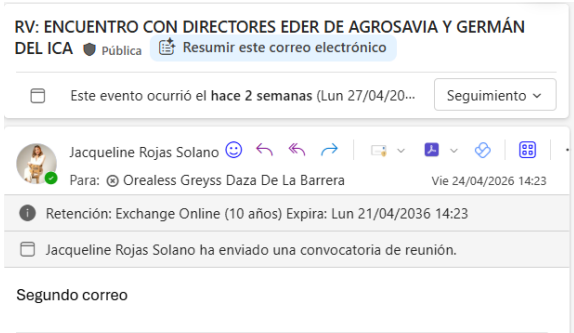 RV: ENCUENTRO CON DIRECTORES EDER DE AGROSAVIA Y GERMÁN
DEL ICA Pública Resumir este correo electrónico
Este evento ocurrió el hace 2 semanas (Lun 27/04/20... Seguimiento
Jacqueline Rojas Solano
Para: Orealess Greyss Daza De La Barrera Vie 24/04/2026 14:23
Retención: Exchange Online (10 años) Expira: Lun 21/04/2036 14:23
Jacqueline Rojas Solano ha enviado una convocatoria de reunión.
Segundo correo